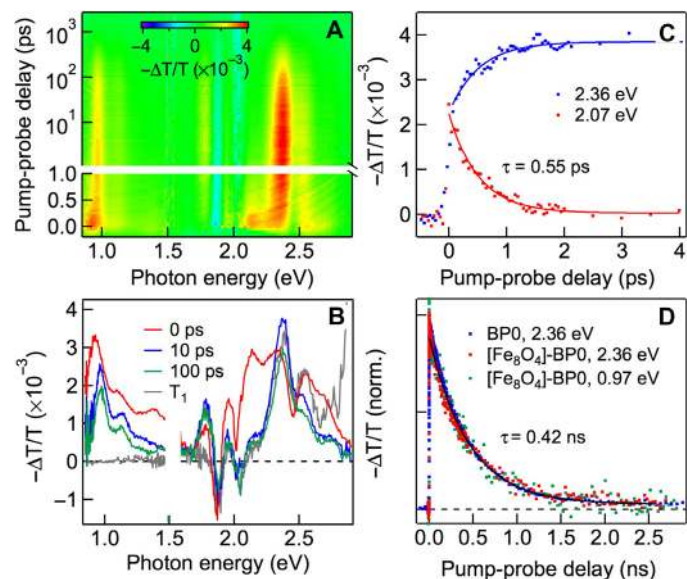 A
−4 0 4
−ΔT/T (×10⁻³)
Pump-probe delay (ps)
10³
10²
10¹
1.0
0.5
0.0
1.0 1.5 2.0 2.5
Photon energy (eV)
B
−ΔT/T (×10⁻³)
4
3
2
1
0
−1
0 ps
10 ps
100 ps
T₁
1.0 1.5 2.0 2.5
Photon energy (eV)
C
−ΔT/T (×10⁻³)
4
3
2
1
0
2.36 eV
2.07 eV
τ = 0.55 ps
0 1 2 3 4
Pump-probe delay (ps)
D
−ΔT/T (norm.)
BP0, 2.36 eV
[Fe₈O₄]-BP0, 2.36 eV
[Fe₈O₄]-BP0, 0.97 eV
τ = 0.42 ns
0.0 0.5 1.0 1.5 2.0 2.5
Pump-probe delay (ns)